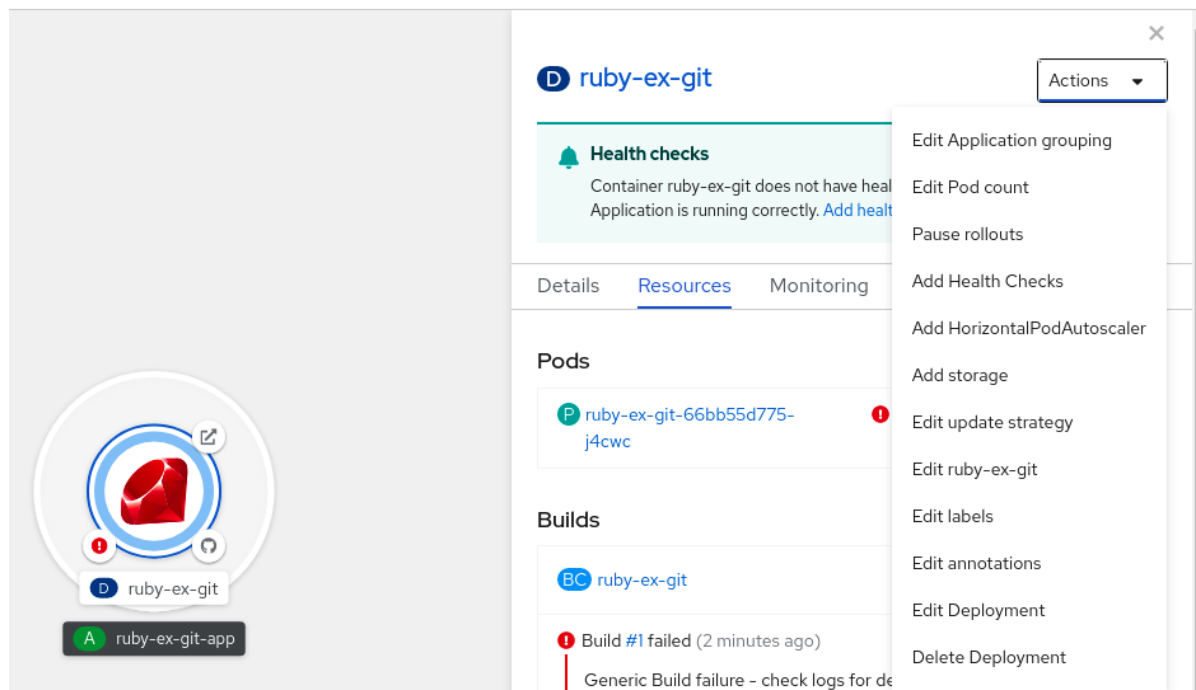 D ruby-ex-git
Actions
Health checks
Container ruby-ex-git does not have
Application is running correctly. Add
Details Resources Monitoring
Edit Application grouping
Edit Pod count
Pause rollouts
Add Health Checks
Add HorizontalPodAutoscaler
Add storage
Edit update strategy
Edit ruby-ex-git
Edit labels
Edit annotations
Edit Deployment
Delete Deployment
Pods
P ruby-ex-git-66bb55d775-
j4cwc
Builds
BC ruby-ex-git
Build #1 failed (2 minutes ago)
Generic Build failure - check logs for
D ruby-ex-git
A ruby-ex-git-app